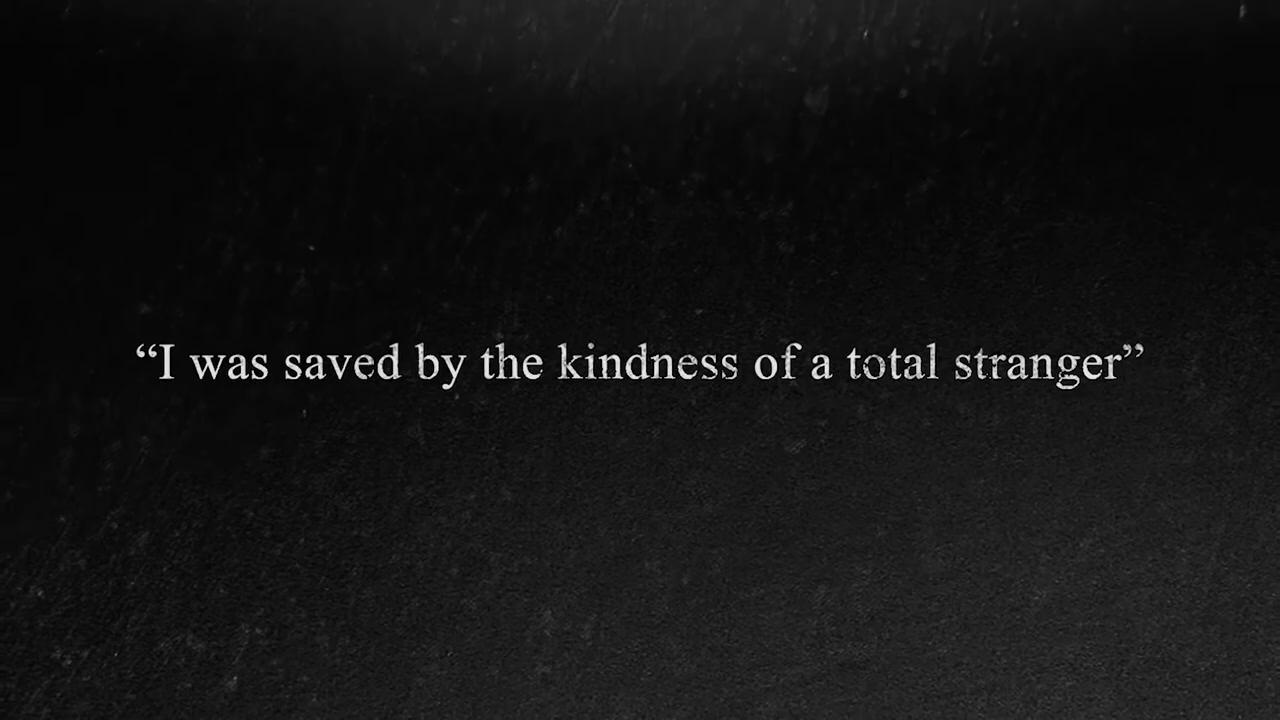 “I was saved by the kindness of a total stranger”